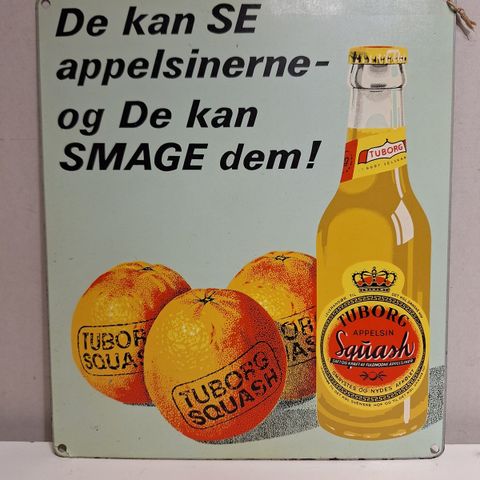 De kan SE
appelsinerne-
og De kan
SMAGE dem!
TUBORG
TUBORG
SQUASH
TUBORG
SQUASH
TUBORG
APPELSIN
Squash